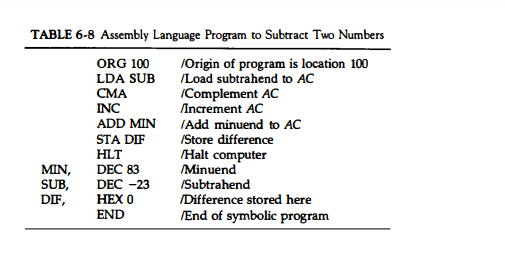 TABLE 6-8 Assembly Language Program to Subtract Two Numbers
ORG 100 /Origin of program is location 100
LDA SUB /Load subtrahend to AC
CMA /Complement AC
INC /Increment AC
ADD MIN /Add minuend to AC
STA DIF /Store difference
HLT /Halt computer
MIN, DEC 83 /Minuend
SUB, DEC −23 /Subtrahend
DIF, HEX 0 /Difference stored here
END /End of symbolic program